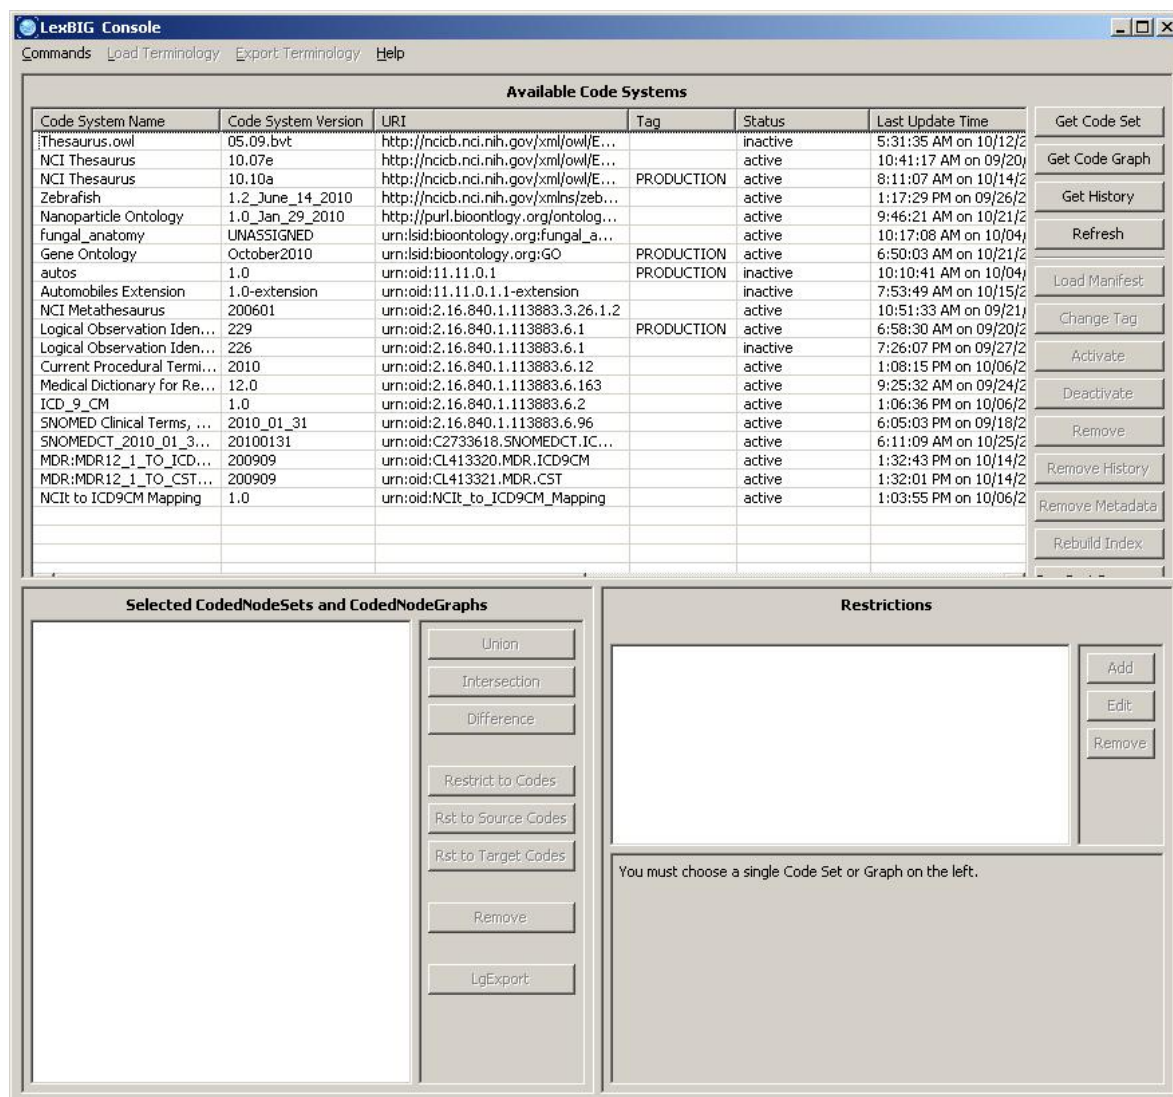 LexBIG Console
Commands Load Terminology Export Terminology Help
Available Code Systems
Code System Name Code System Version URI Tag Status Last Update Time
Thesaurus.owl 05.09.bvt http://ncicb.nci.nih.gov/xml/owl/E... inactive 5:31:35 AM on 10/12/2
NCI Thesaurus 10.07e http://ncicb.nci.nih.gov/xml/owl/E... active 10:41:17 AM on 09/20/
NCI Thesaurus 10.10a http://ncicb.nci.nih.gov/xml/owl/E... PRODUCTION active 8:11:07 AM on 10/14/2
Zebrafish 1.2_June_14_2010 http://ncicb.nci.nih.gov/xmlns/zeb... active 1:17:29 PM on 09/26/2
Nanoparticle Ontology 1.0_Jan_29_2010 http://purl.bioontlogy.org/ontolog... active 9:46:21 AM on 10/21/2
fungal_anatomy UNASSIGNED urn:lsid:bioontology.org:fungal_a... active 10:17:08 AM on 10/04/
Gene Ontology October2010 urn:lsid:bioontology.org:GO PRODUCTION active 6:50:03 AM on 10/21/2
autos 1.0 urn:oid:11.11.0.1 PRODUCTION inactive 10:10:41 AM on 10/04/
Automobiles Extension 1.0-extension urn:oid:11.11.0.1.1-extension inactive 7:53:49 AM on 10/15/2
NCI Metathesaurus 200601 urn:oid:2.16.840.1.113883.3.26.1.2 active 10:51:33 AM on 09/21/
Logical Observation Iden... 229 urn:oid:2.16.840.1.113883.6.1 PRODUCTION active 6:58:30 AM on 09/20/2
Logical Observation Iden... 226 urn:oid:2.16.840.1.113883.6.1 inactive 7:26:07 PM on 09/27/2
Current Procedural Termi... 2010 urn:oid:2.16.840.1.113883.6.12 active 1:08:15 PM on 10/06/2
Medical Dictionary for Re... 12.0 urn:oid:2.16.840.1.113883.6.163 active 9:25:32 AM on 09/24/2
ICD_9_CM 1.0 urn:oid:2.16.840.1.113883.6.2 active 1:06:36 PM on 10/06/2
SNOMED Clinical Terms, ... 2010_01_31 urn:oid:2.16.840.1.113883.6.96 active 6:05:03 PM on 09/18/2
SNOMEDCT_2010_01_3... 20100131 urn:oid:C2733618.SNOMEDCT.IC... active 6:11:09 AM on 10/25/2
MDR:MDR12_1_TO_ICD... 200909 urn:oid:CL413320.MDR.ICD9CM active 1:32:43 PM on 10/14/2
MDR:MDR12_1_TO_CST... 200909 urn:oid:CL413321.MDR.CST active 1:32:01 PM on 10/14/2
NCIt to ICD9CM Mapping 1.0 urn:oid:NCIt_to_ICD9CM_Mapping active 1:03:55 PM on 10/06/2
Get Code Set
Get Code Graph
Get History
Refresh
Load Manifest
Change Tag
Activate
Deactivate
Remove
Remove History
Remove Metadata
Rebuild Index
Selected CodedNodeSets and CodedNodeGraphs
Union
Intersection
Difference
Restrict to Codes
Rst to Source Codes
Rst to Target Codes
Remove
LgExport
Restrictions
Add
Edit
Remove
You must choose a single Code Set or Graph on the left.